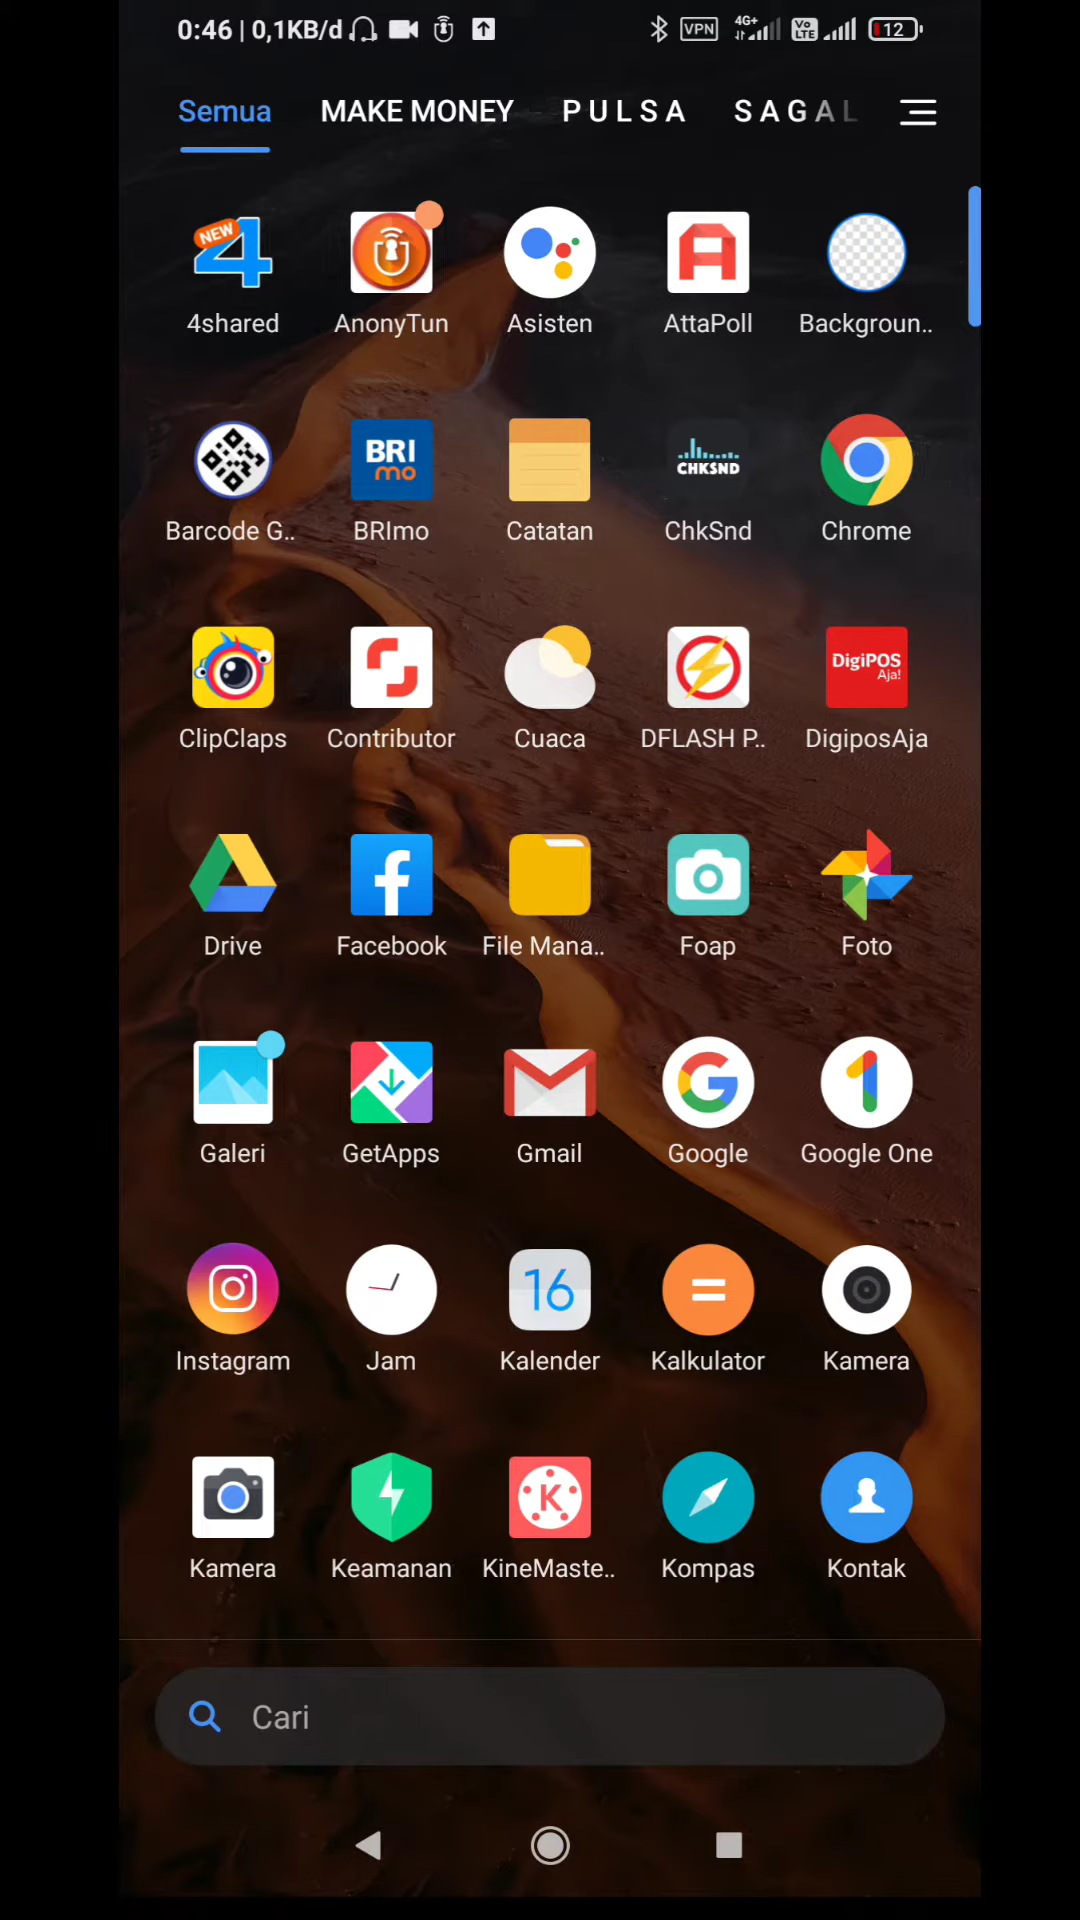 0:46 | 0,1KB/d VPN 4G+ Vo LTE 12
Semua MAKE MONEY PULSA SAGAL
NEW 4
4shared AnonyTun Asisten AttaPoll Backgroun..
BRI mo CHKSND
Barcode G.. BRImo Catatan ChkSnd Chrome
DigiPOS Aja!
ClipClaps Contributor Cuaca DFLASH P.. DigiposAja
Drive Facebook File Mana.. Foap Foto
Galeri GetApps Gmail Google Google One
16
Instagram Jam Kalender Kalkulator Kamera
K
Kamera Keamanan KineMaste.. Kompas Kontak
Cari